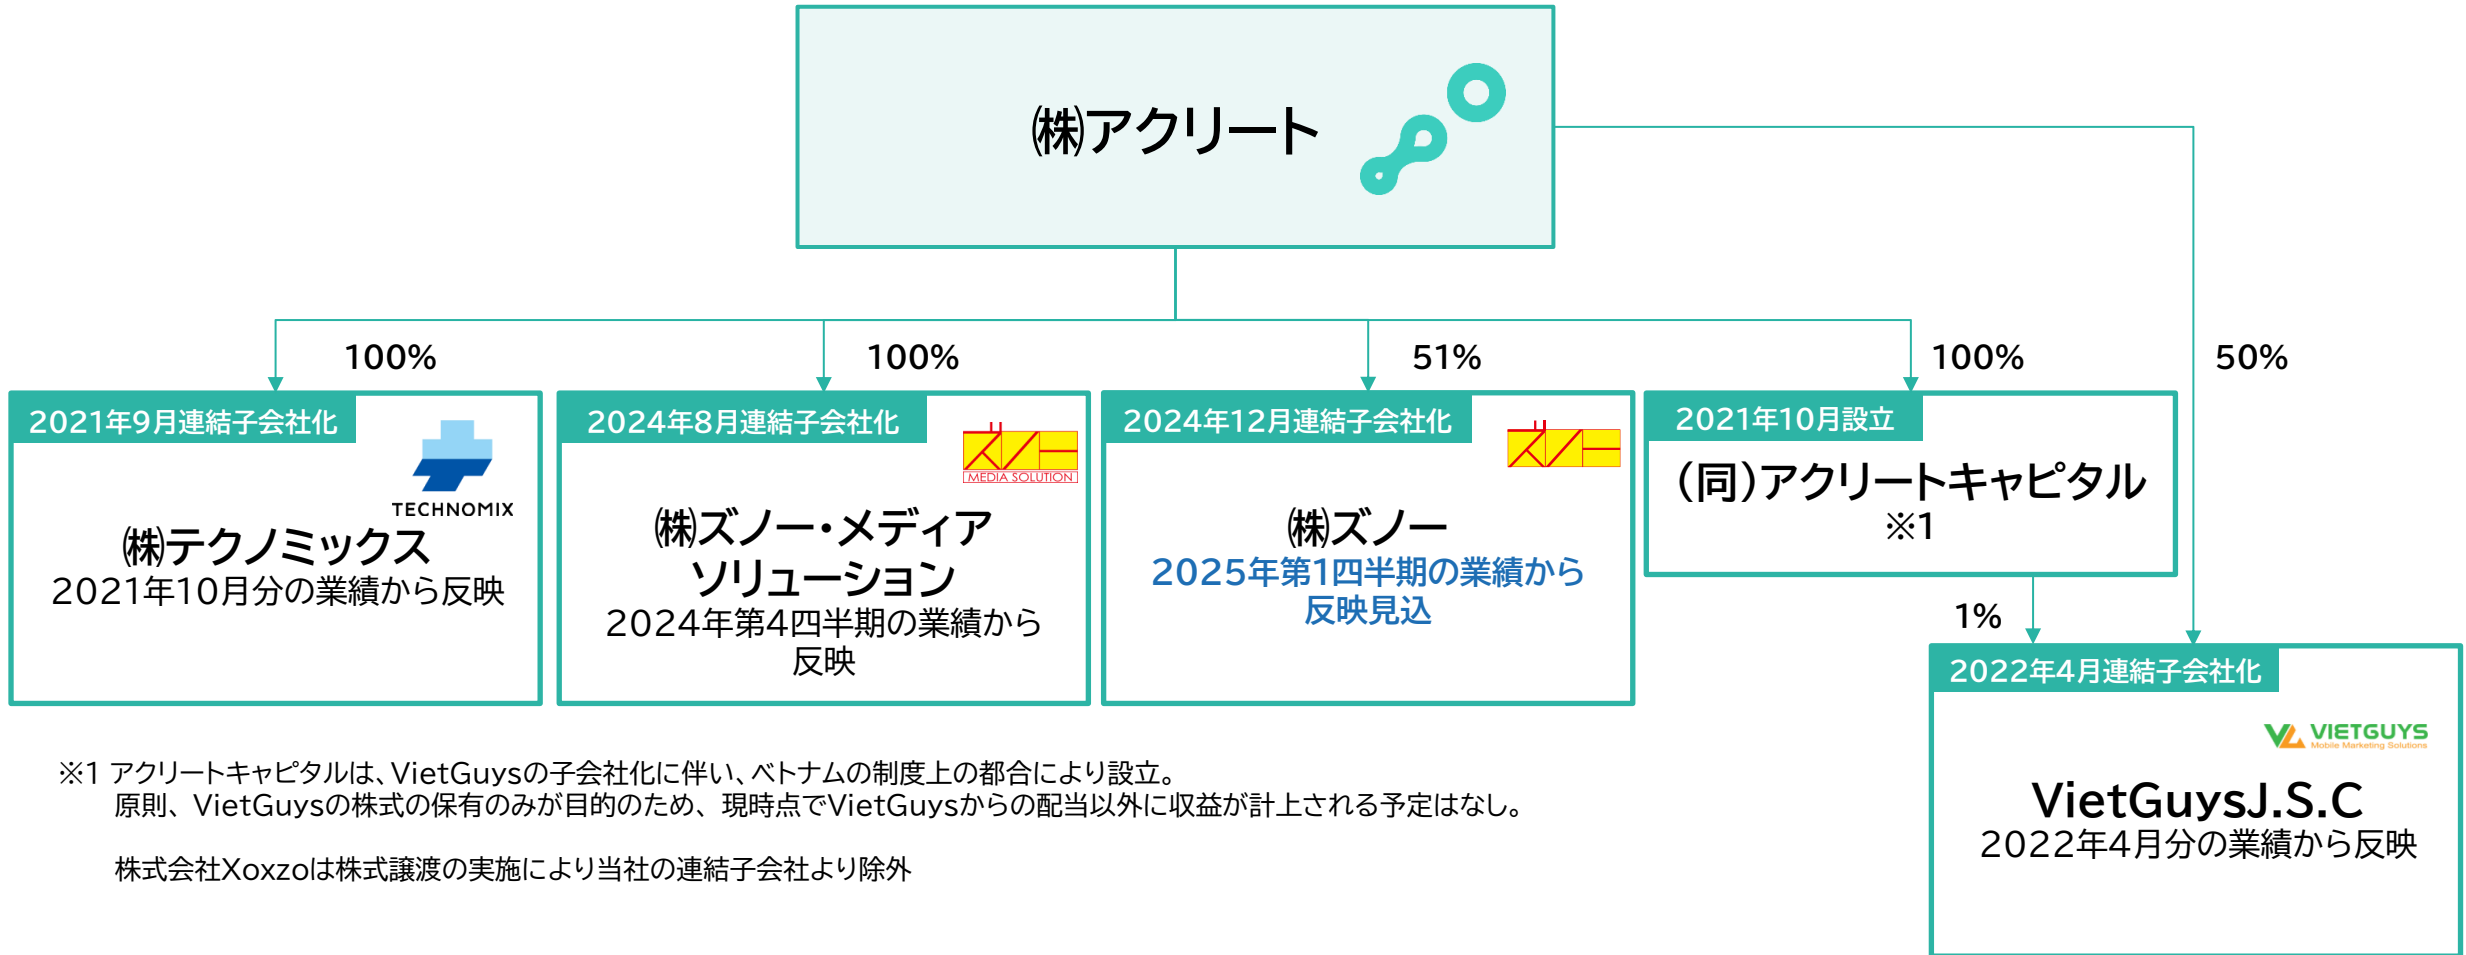 ㈱アクリート
100%
100%
51%
100%
50%
2021年9月連結子会社化
TECHNOMIX
㈱テクノミックス
2021年10月分の業績から反映
2024年8月連結子会社化
ズノー
MEDIA SOLUTION
㈱ズノー・メディア
ソリューション
2024年第4四半期の業績から
反映
2024年12月連結子会社化
ズノー
㈱ズノー
2025年第1四半期の業績から
反映見込
2021年10月設立
(同)アクリートキャピタル
※1
1%
2022年4月連結子会社化
VIETGUYS
Mobile Marketing Solutions
VietGuysJ.S.C
2022年4月分の業績から反映
※1 アクリートキャピタルは、VietGuysの子会社化に伴い、ベトナムの制度上の都合により設立。
原則、VietGuysの株式の保有のみが目的のため、現時点でVietGuysからの配当以外に収益が計上される予定はなし。
株式会社Xoxzoは株式譲渡の実施により当社の連結子会社より除外